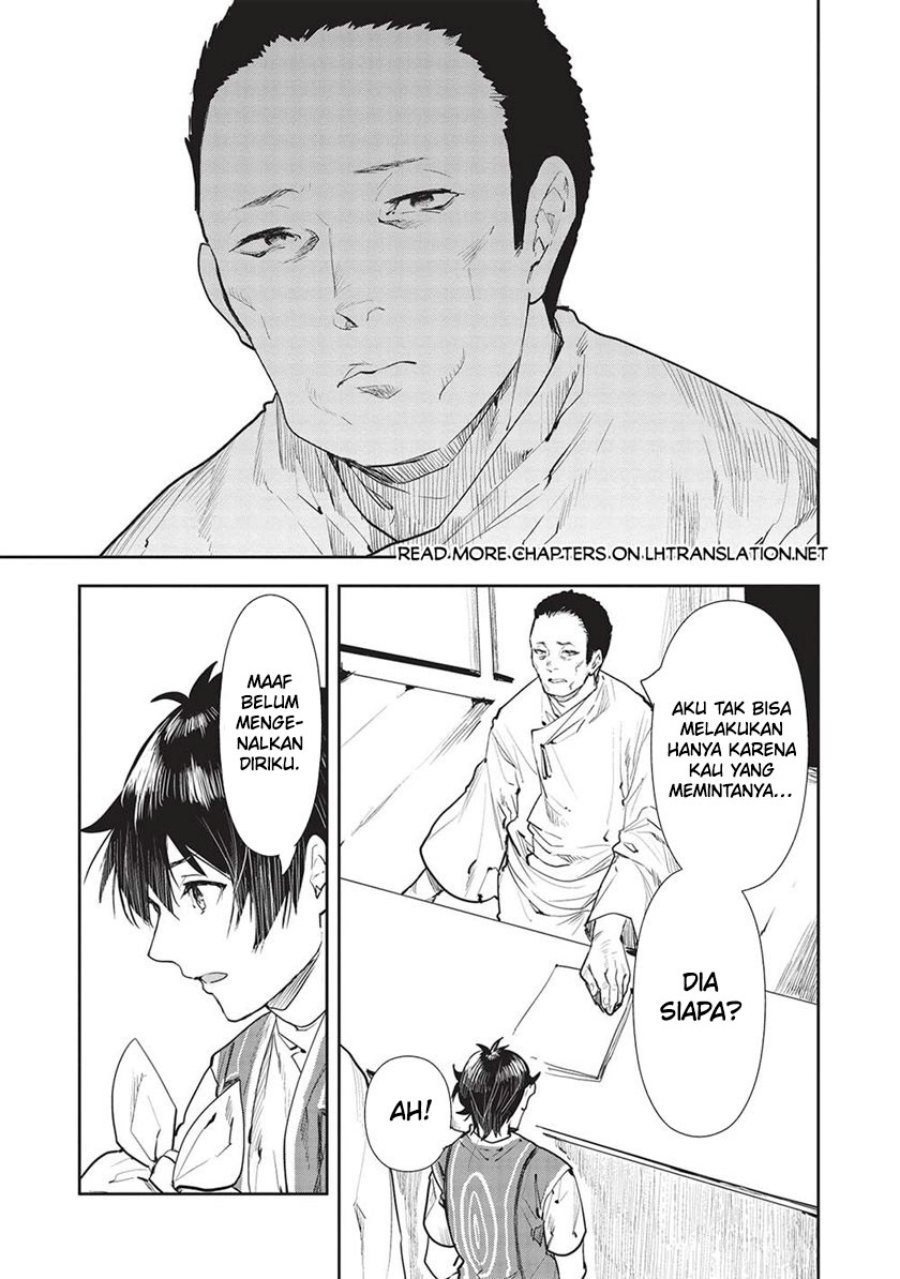 READ MORE CHAPTERS ON LHTRANSLATION.NET
AKU TAK BISA
MELAKUKAN
HANYA KARENA
KAU YANG
MEMINTANYA...
DIA
SIAPA?
AH!
MAAF
BELUM
MENGE-
NALKAN
DIRIKU.